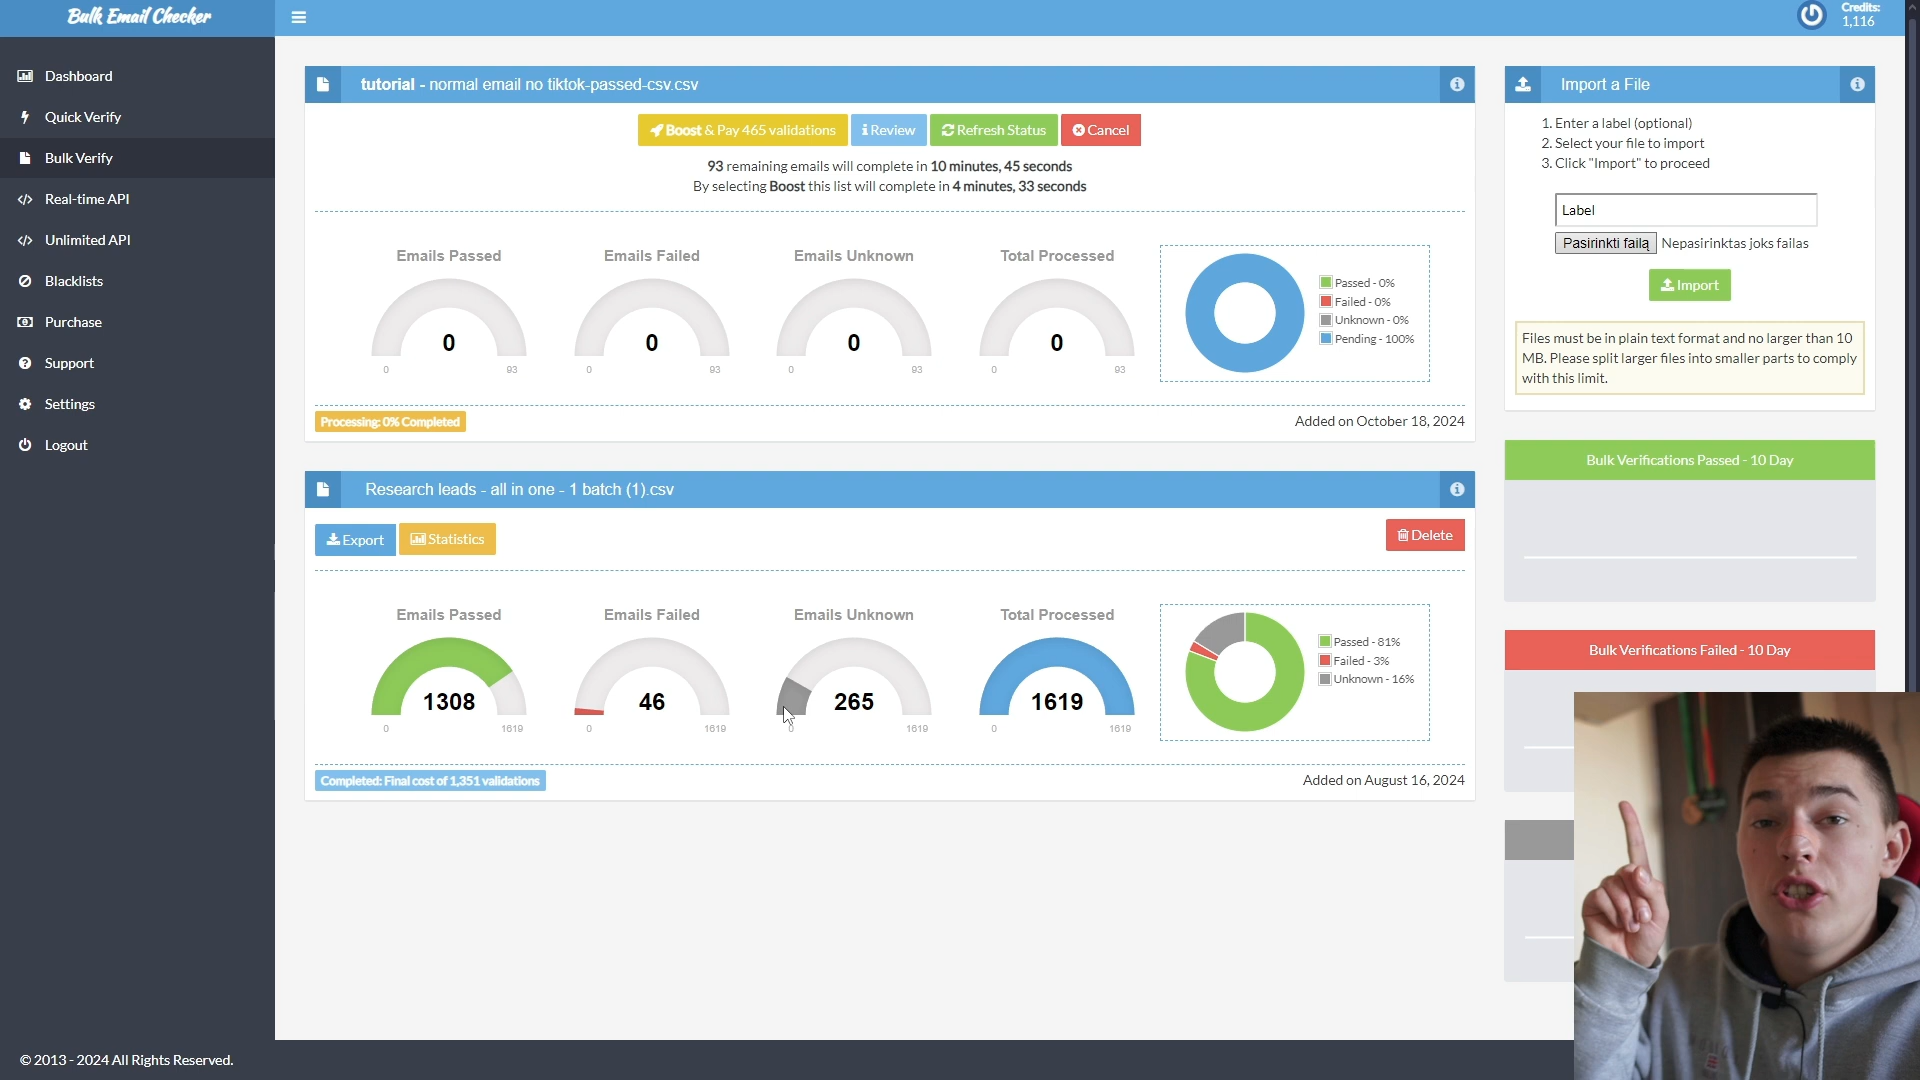 Bulk Email Checker
Credits:
1,116
Dashboard
Quick Verify
Bulk Verify
Real-time API
Unlimited API
Blacklists
Purchase
Support
Settings
Logout
© 2013 - 2024 All Rights Reserved.
tutorial - normal email no tiktok-passed-csv.csv
Boost & Pay 465 validations
Review
Refresh Status
Cancel
93 remaining emails will complete in 10 minutes, 45 seconds
By selecting Boost this list will complete in 4 minutes, 33 seconds
Emails Passed
0
0 93
Emails Failed
0
0 93
Emails Unknown
0
0 93
Total Processed
0
0 93
Passed - 0%
Failed - 0%
Unknown - 0%
Pending - 100%
Processing: 0% Completed
Added on October 18, 2024
Research leads - all in one - 1 batch (1).csv
Export
Statistics
Delete
Emails Passed
1308
0 1619
Emails Failed
46
0 1619
Emails Unknown
265
0 1619
Total Processed
1619
0 1619
Passed - 81%
Failed - 3%
Unknown - 16%
Completed: Final cost of 1,351 validations
Added on August 16, 2024
Import a File
1. Enter a label (optional)
2. Select your file to import
3. Click "Import" to proceed
Label
Pasirinkti failą Nepasirinktas joks failas
Import
Files must be in plain text format and no larger than 10
MB. Please split larger files into smaller parts to comply
with this limit.
Bulk Verifications Passed - 10 Day
Bulk Verifications Failed - 10 Day